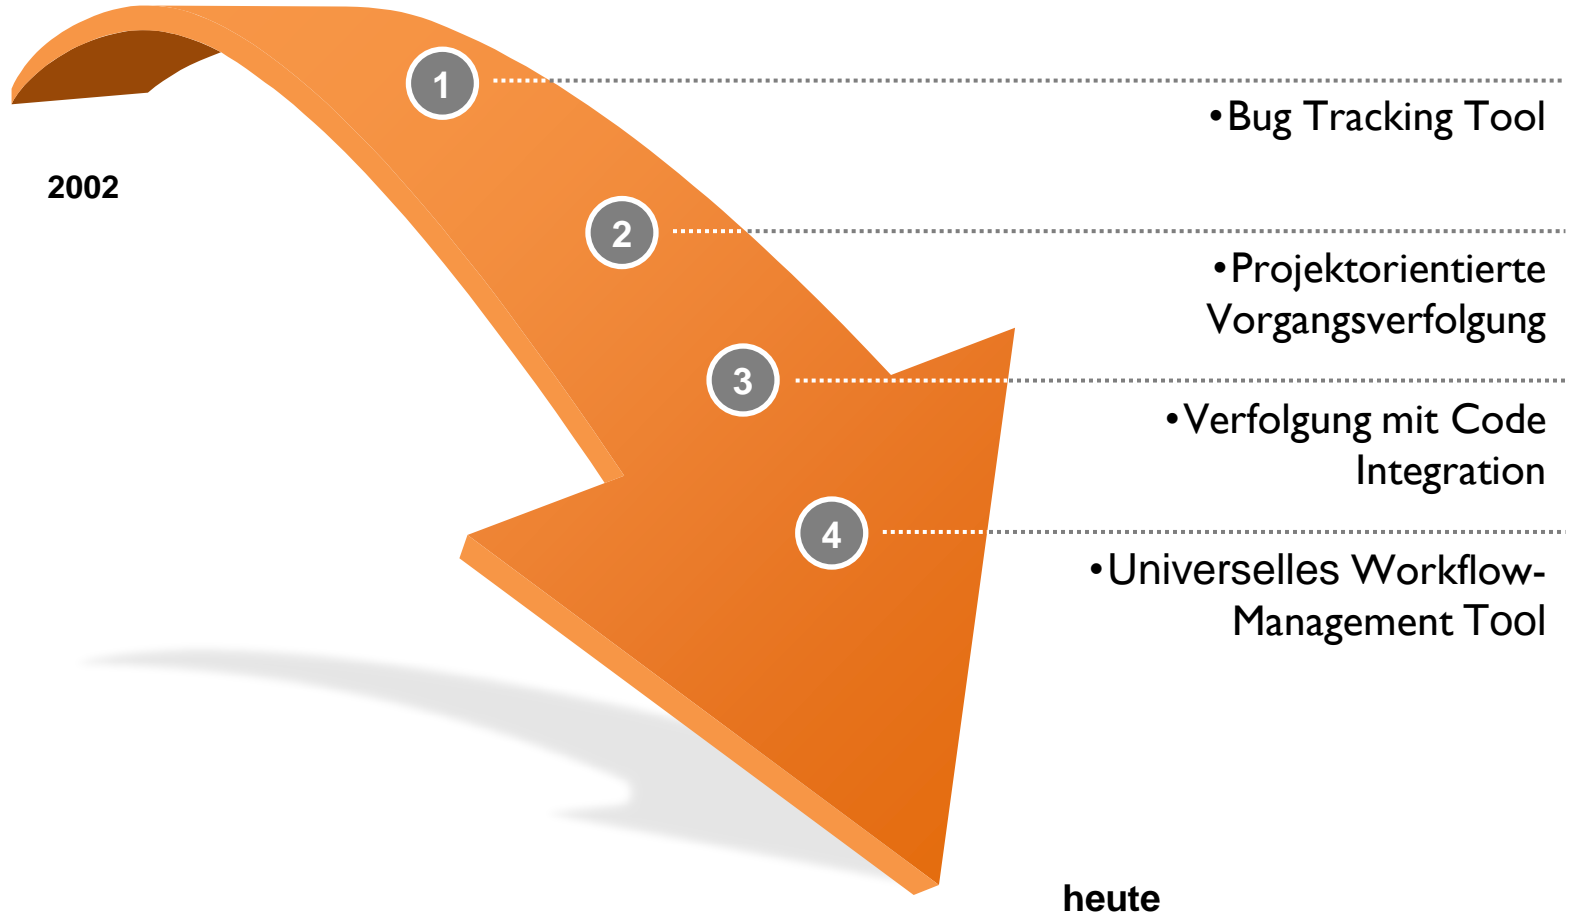 1
•Bug Tracking Tool
2002
2
•Projektorientierte
Vorgangsverfolgung
3
•Verfolgung mit Code
Integration
4
•Universelles Workflow-
Management Tool
heute